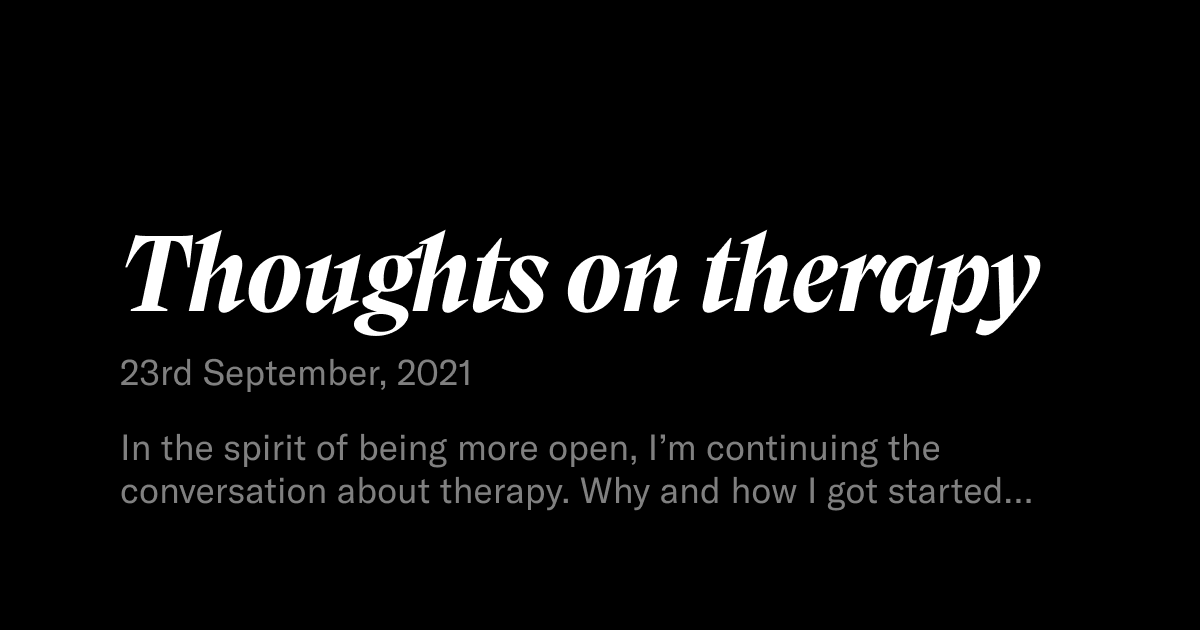 Thoughts on therapy
23rd September, 2021
In the spirit of being more open, I’m continuing the
conversation about therapy. Why and how I got started...